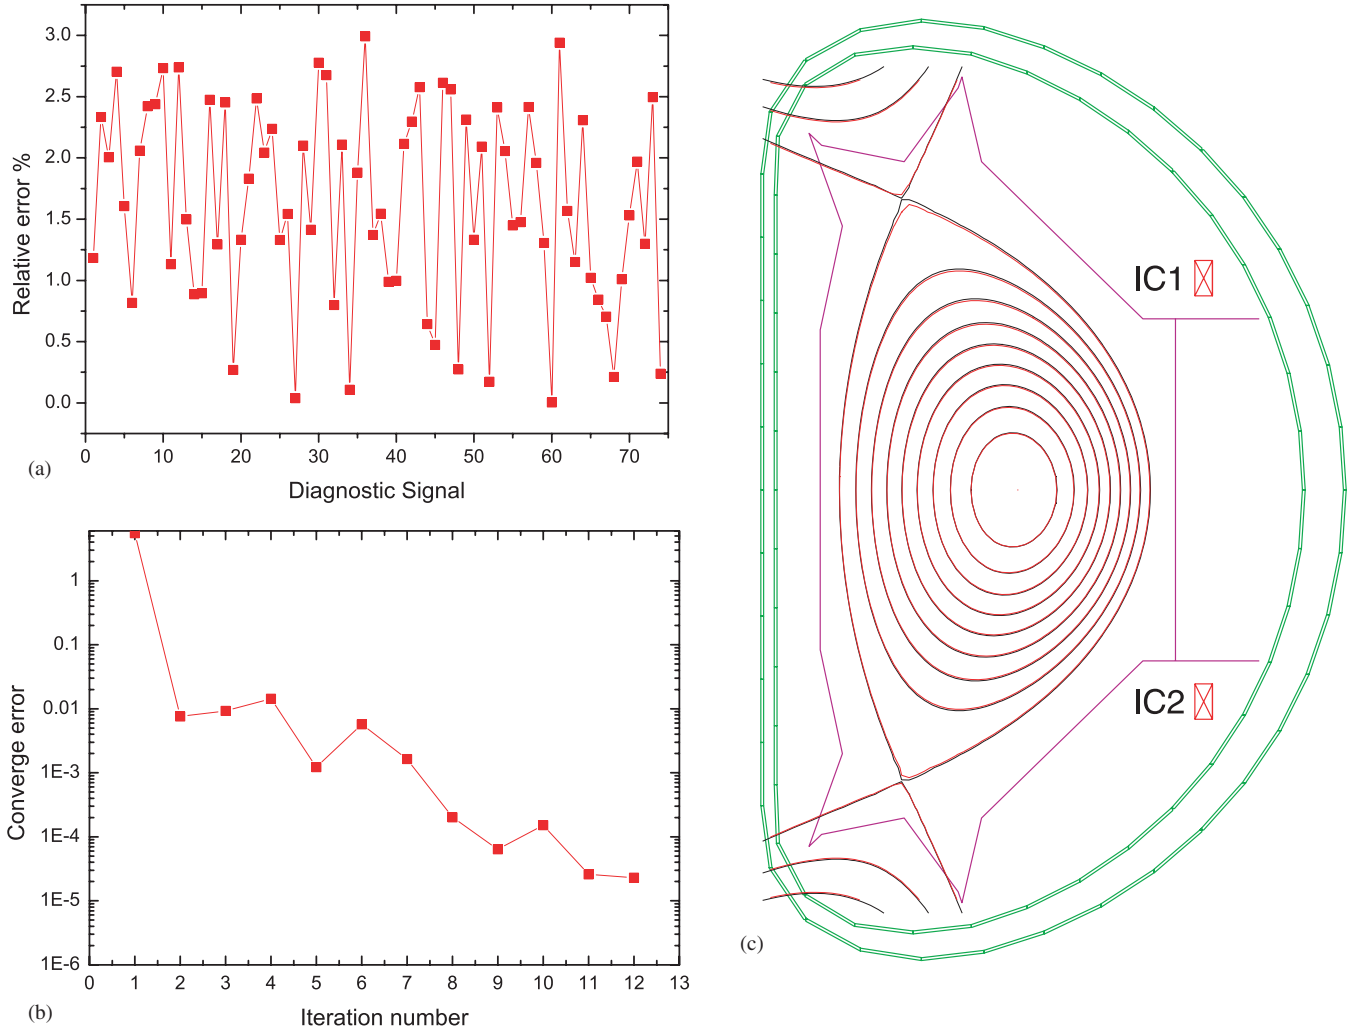 3.0
2.5
2.0
1.5
1.0
0.5
0.0
Relative error %
0 10 20 30 40 50 60 70
Diagnostic Signal
(a)
1
0.1
0.01
1E-3
1E-4
1E-5
1E-6
Converge error
0 1 2 3 4 5 6 7 8 9 10 11 12 13
Iteration number
(b)
IC1
IC2
(c)